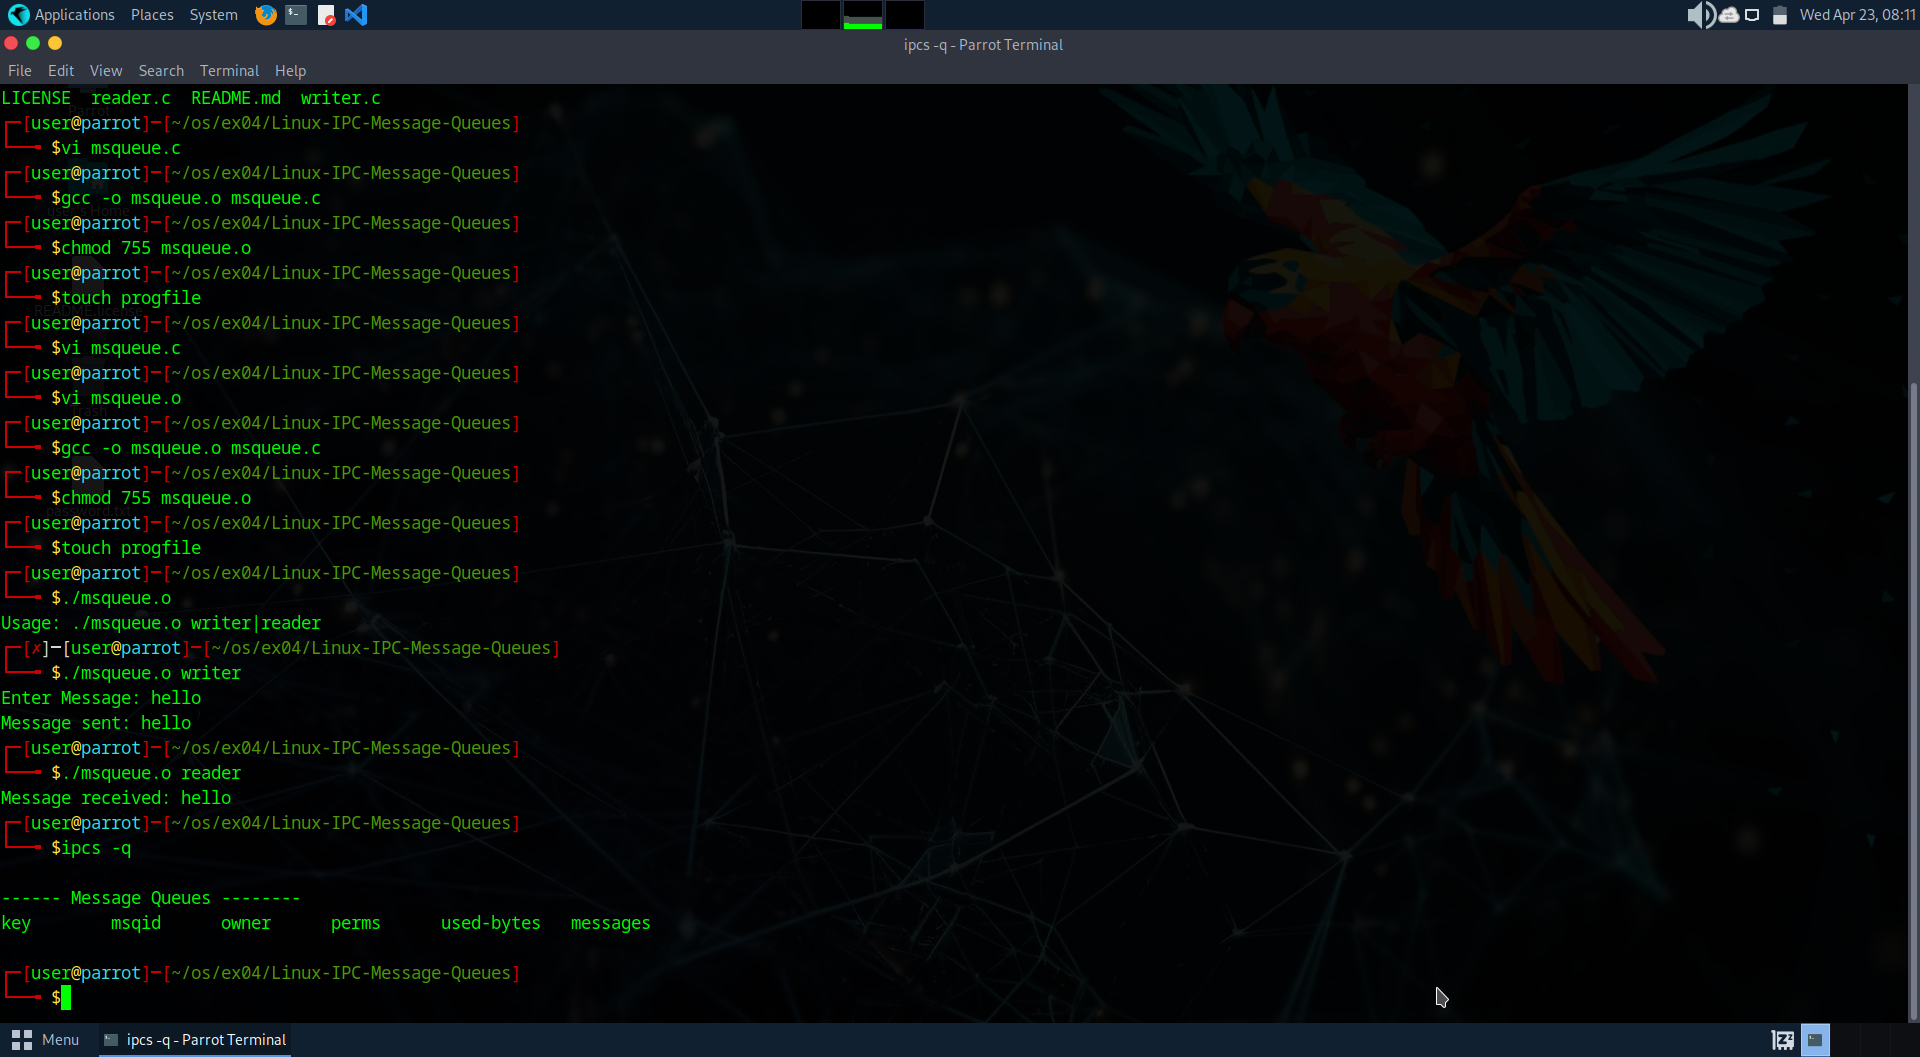 Applications Places System Wed Apr 23, 08:11
ipcs -q - Parrot Terminal
File Edit View Search Terminal Help
LICENSE reader.c README.md writer.c
[user@parrot]─[~/os/ex04/Linux-IPC-Message-Queues]
$vi msqueue.c
[user@parrot]─[~/os/ex04/Linux-IPC-Message-Queues]
$gcc -o msqueue.o msqueue.c
[user@parrot]─[~/os/ex04/Linux-IPC-Message-Queues]
$chmod 755 msqueue.o
[user@parrot]─[~/os/ex04/Linux-IPC-Message-Queues]
$touch progfile
README.license
[user@parrot]─[~/os/ex04/Linux-IPC-Message-Queues]
$vi msqueue.c
[user@parrot]─[~/os/ex04/Linux-IPC-Message-Queues]
$vi msqueue.o
Trash
[user@parrot]─[~/os/ex04/Linux-IPC-Message-Queues]
$gcc -o msqueue.o msqueue.c
[user@parrot]─[~/os/ex04/Linux-IPC-Message-Queues]
$chmod 755 msqueue.o
password.txt
[user@parrot]─[~/os/ex04/Linux-IPC-Message-Queues]
$touch progfile
[user@parrot]─[~/os/ex04/Linux-IPC-Message-Queues]
$./msqueue.o
Usage: ./msqueue.o writer|reader
[✗]─[user@parrot]─[~/os/ex04/Linux-IPC-Message-Queues]
$./msqueue.o writer
Enter Message: hello
Message sent: hello
[user@parrot]─[~/os/ex04/Linux-IPC-Message-Queues]
$./msqueue.o reader
Message received: hello
[user@parrot]─[~/os/ex04/Linux-IPC-Message-Queues]
$ipcs -q
------ Message Queues --------
key msqid owner perms used-bytes messages
[user@parrot]─[~/os/ex04/Linux-IPC-Message-Queues]
$
Menu ipcs -q - Parrot Terminal